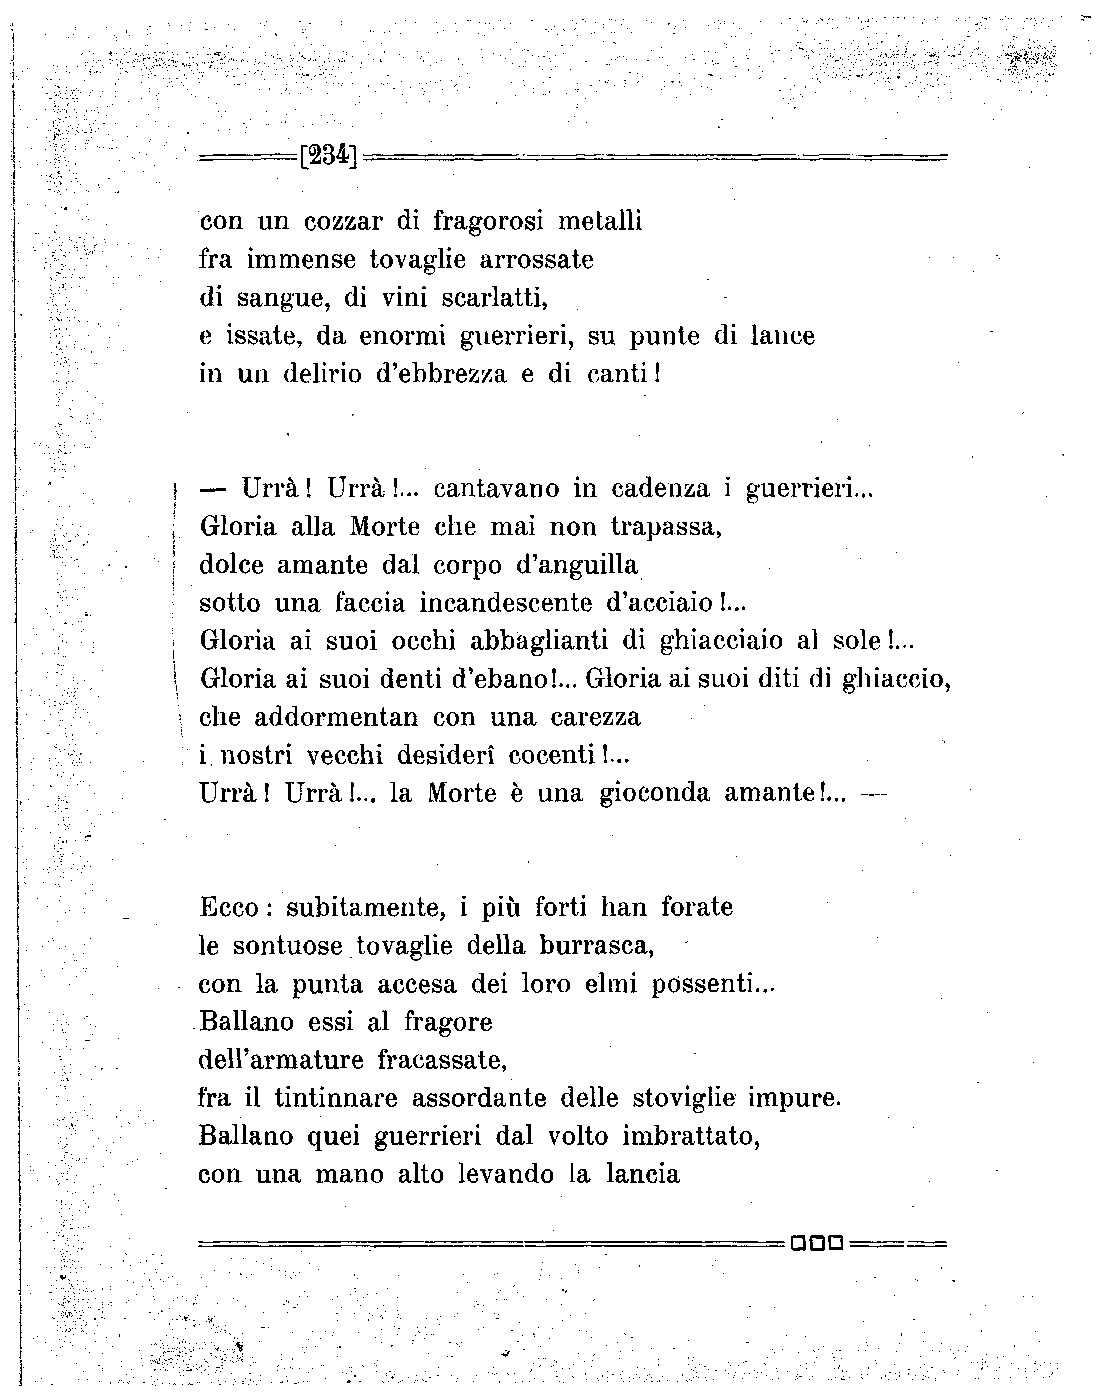 [234]
con un cozzar di fragorosi metalli
fra immense tovaglie arrossate
di sangue, di vini scarlatti,
e issate, da enormi guerrieri, su punte di lance
in un delirio d'ebbrezza e di canti!
— Urrà! Urrà!... cantavano in cadenza i guerrieri...
Gloria alla Morte che mai non trapassa,
dolce amante dal corpo d'anguilla
sotto una faccia incandescente d'acciaio!...
Gloria ai suoi occhi abbaglianti di ghiacciaio al sole!...
Gloria ai suoi denti d'ebano!... Gloria ai suoi diti di ghiaccio,
che addormentan con una carezza
i nostri vecchi desiderî cocenti!...
Urrà! Urrà!... la Morte è una gioconda amante!... —
Ecco: subitamente, i più forti han forate
le sontuose tovaglie della burrasca,
con la punta accesa dei loro elmi possenti...
Ballano essi al fragore
dell'armature fracassate,
fra il tintinnare assordante delle stoviglie impure.
Ballano quei guerrieri dal volto imbrattato,
con una mano alto levando la lancia